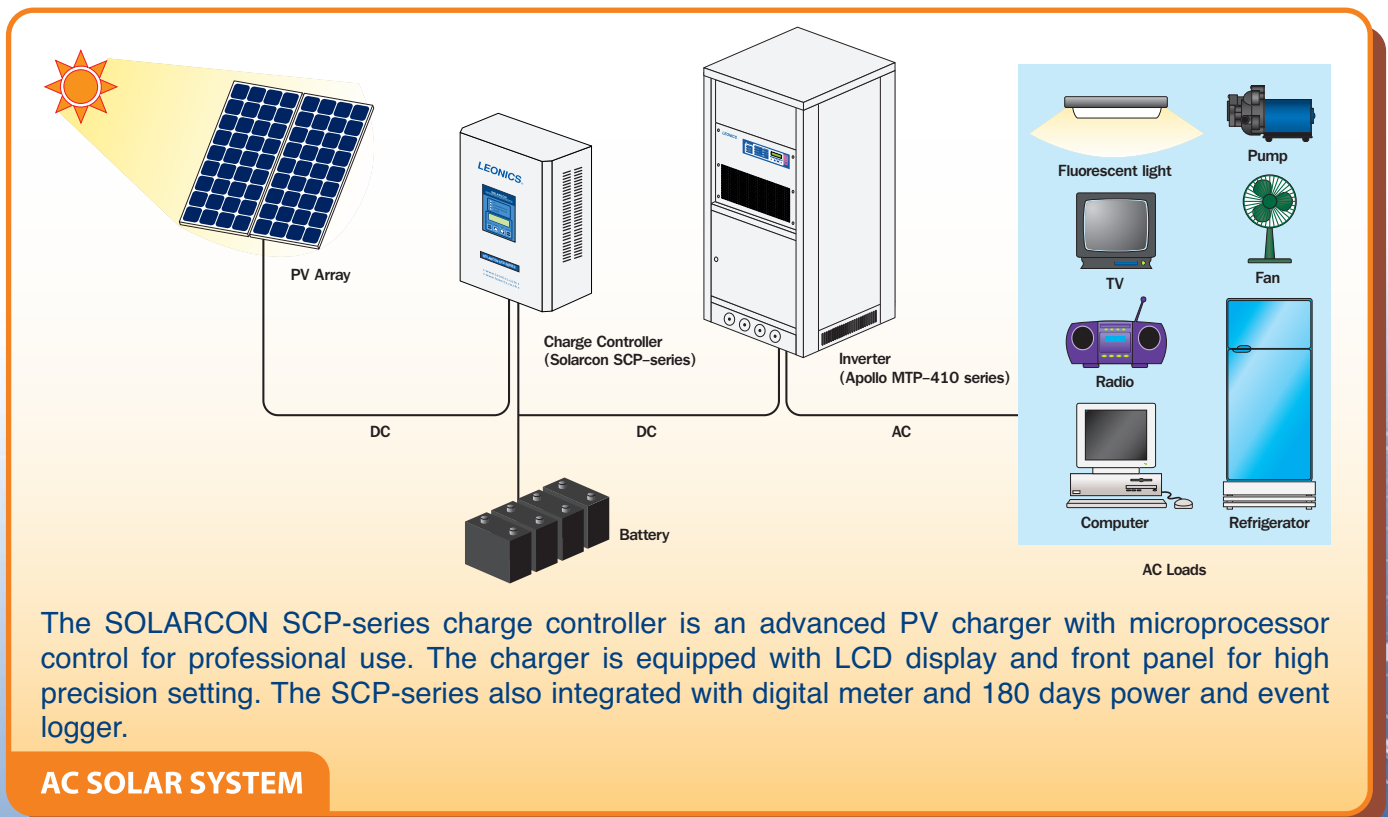 LEONICS
SOLARCON
LEONICS
Fluorescent light
Pump
PV Array
TV
Fan
Charge Controller
(Solarcon SCP–series)
Inverter
(Apollo MTP–410 series)
Radio
DC
DC
AC
Computer
Refrigerator
Battery
AC Loads
The SOLARCON SCP-series charge controller is an advanced PV charger with microprocessor
control for professional use. The charger is equipped with LCD display and front panel for high
precision setting. The SCP-series also integrated with digital meter and 180 days power and event
logger.
AC SOLAR SYSTEM